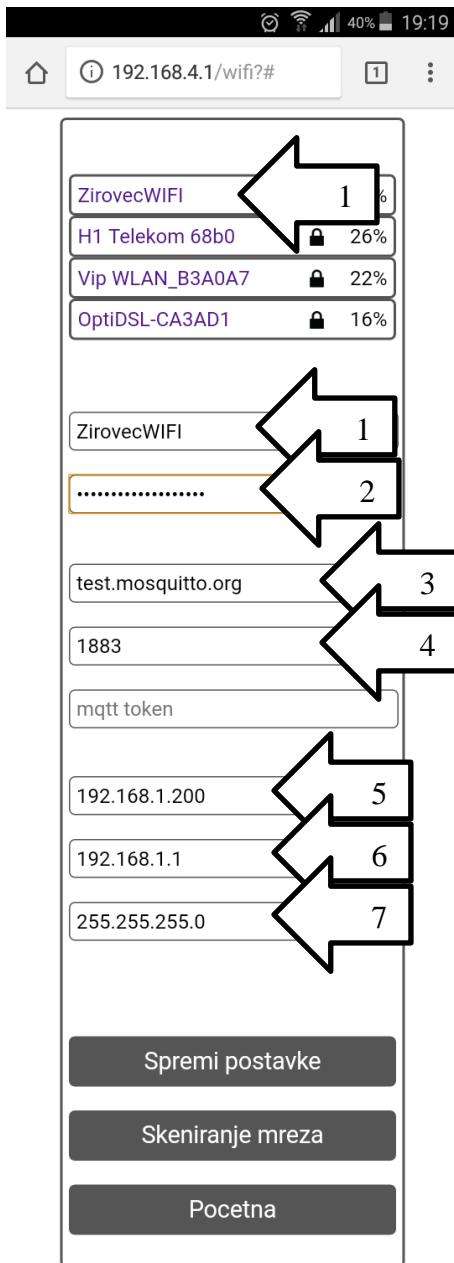 40% 19:19
192.168.4.1/wifi?# 1
ZirovecWIFI 1 %
H1 Telekom 68b0 26%
Vip WLAN_B3A0A7 22%
OptiDSL-CA3AD1 16%
ZirovecWIFI 1
•••••••••••••••••••  2
test.mosquitto.org 3
1883 4
mqtt token
192.168.1.200 5
192.168.1.1 6
255.255.255.0 7
Spremi postavke
Skeniranje mreza
Pocetna